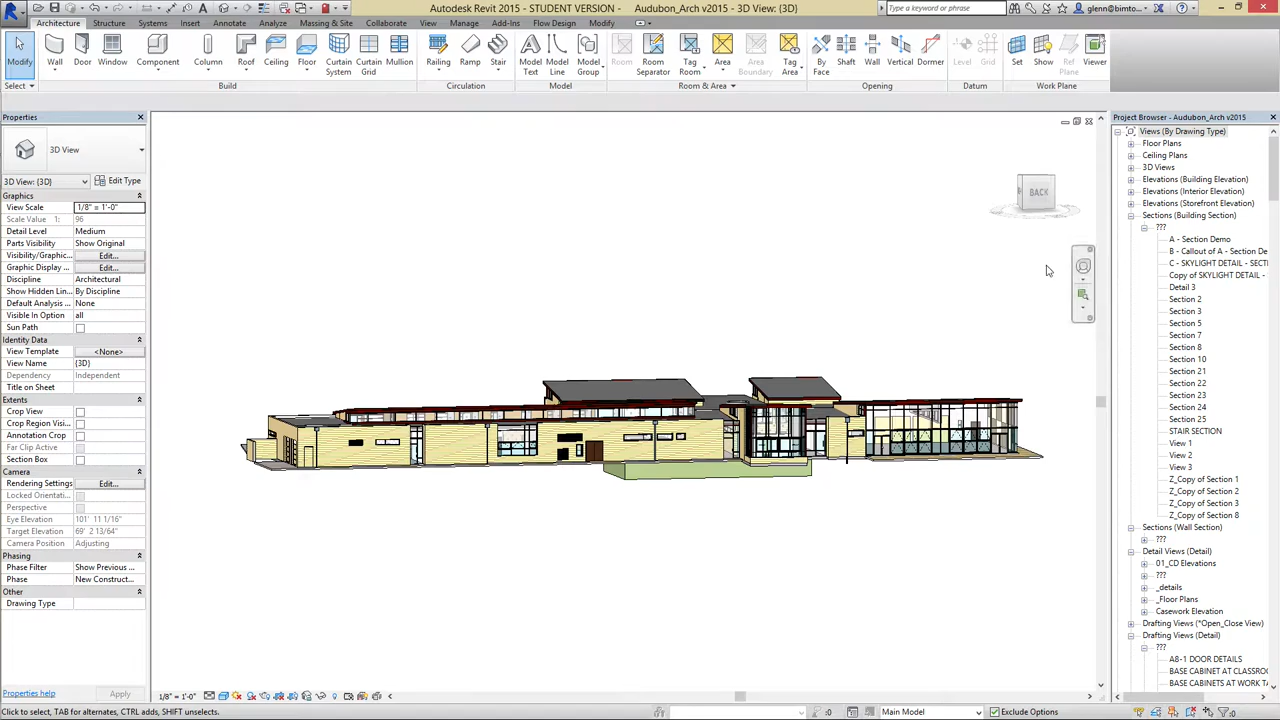 Autodesk Revit 2015 - STUDENT VERSION - Audubon_Arch v2015 - 3D View: {3D}
Type a keyword or phrase
glenn@bimto...
Architecture Structure Systems Insert Annotate Analyze Massing & Site Collaborate View Manage Add-Ins Flow Design Modify
Modify Wall Door Window Component Column Roof Ceiling Floor Curtain System Curtain Grid Mullion Railing Ramp Stair Model Text Model Line Model Group Room Room Separator Tag Room Area Area Boundary Tag Area By Face Shaft Wall Vertical Dormer Level Grid Set Show Ref Plane Viewer
Select Build Circulation Model Room & Area Opening Datum Work Plane
Properties
3D View
3D View: {3D} Edit Type
Graphics
View Scale 1/8" = 1'-0"
Scale Value 1: 96
Detail Level Medium
Parts Visibility Show Original
Visibility/Graphic... Edit...
Graphic Display ... Edit...
Discipline Architectural
Show Hidden Lin... By Discipline
Default Analysis ... None
Visible In Option all
Sun Path
Identity Data
View Template <None>
View Name {3D}
Dependency Independent
Title on Sheet
Extents
Crop View
Crop Region Visi...
Annotation Crop
Far Clip Active
Section Box
Camera
Rendering Settings Edit...
Locked Orientati...
Perspective
Eye Elevation 101' 11 1/16"
Target Elevation 69' 2 13/64"
Camera Position Adjusting
Phasing
Phase Filter Show Previous ...
Phase New Construct...
Other
Drawing Type
Properties help Apply
BACK
Project Browser - Audubon_Arch v2015
Views (By Drawing Type)
Floor Plans
Ceiling Plans
3D Views
Elevations (Building Elevation)
Elevations (Interior Elevation)
Elevations (Storefront Elevation)
Sections (Building Section)
???
A - Section Demo
B - Callout of A - Section De
C - SKYLIGHT DETAIL - SECT
Copy of SKYLIGHT DETAIL -
Detail 3
Section 2
Section 3
Section 5
Section 7
Section 8
Section 10
Section 21
Section 22
Section 23
Section 24
Section 25
STAIR SECTION
View 1
View 2
View 3
Z_Copy of Section 1
Z_Copy of Section 2
Z_Copy of Section 3
Z_Copy of Section 8
Sections (Wall Section)
???
Detail Views (Detail)
01_CD Elevations
???
_details
_Floor Plans
Casework Elevation
Drafting Views (*Open_Close View)
Drafting Views (Detail)
???
A8-1 DOOR DETAILS
BASE CABINET AT CLASSROO
BASE CABINETS AT WORK TA
1/8" = 1'-0"
Click to select, TAB for alternates, CTRL adds, SHIFT unselects.
:0 Main Model Exclude Options :0